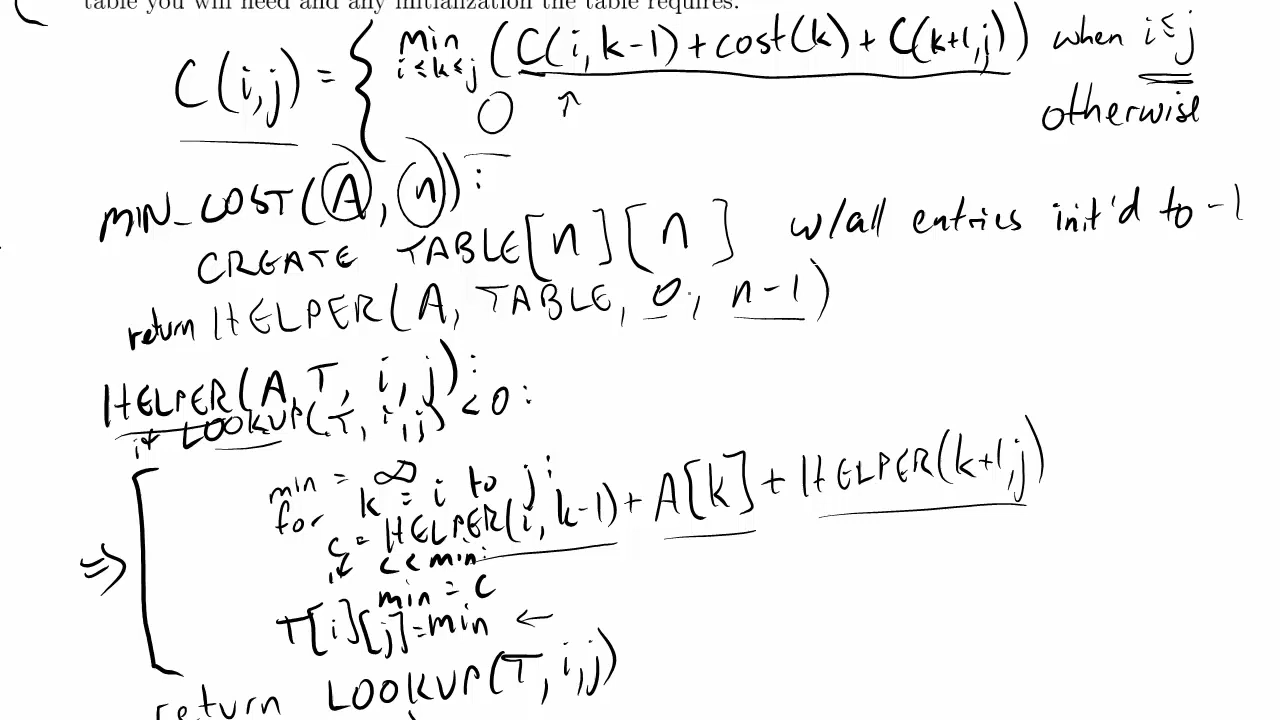 table you will need and any initialization the table requires.
C(i,j) = { min i≤k≤j (C(i,k-1)+cost(k)+C(k+1,j)) when i≤j
0 otherwise
MIN_COST(A, n):
CREATE TABLE[n][n] w/all entries init'd to -1
return HELPER(A, TABLE, 0, n-1)
HELPER(A, T, i, j):
if LOOKUP(T, i,j) < 0:
min = ∞
for k = i to j:
c = HELPER(i, k-1) + A[k] + HELPER(k+1,j)
if c < min:
min = c
T[i][j]=min ←
return LOOKUP(T, i,j)